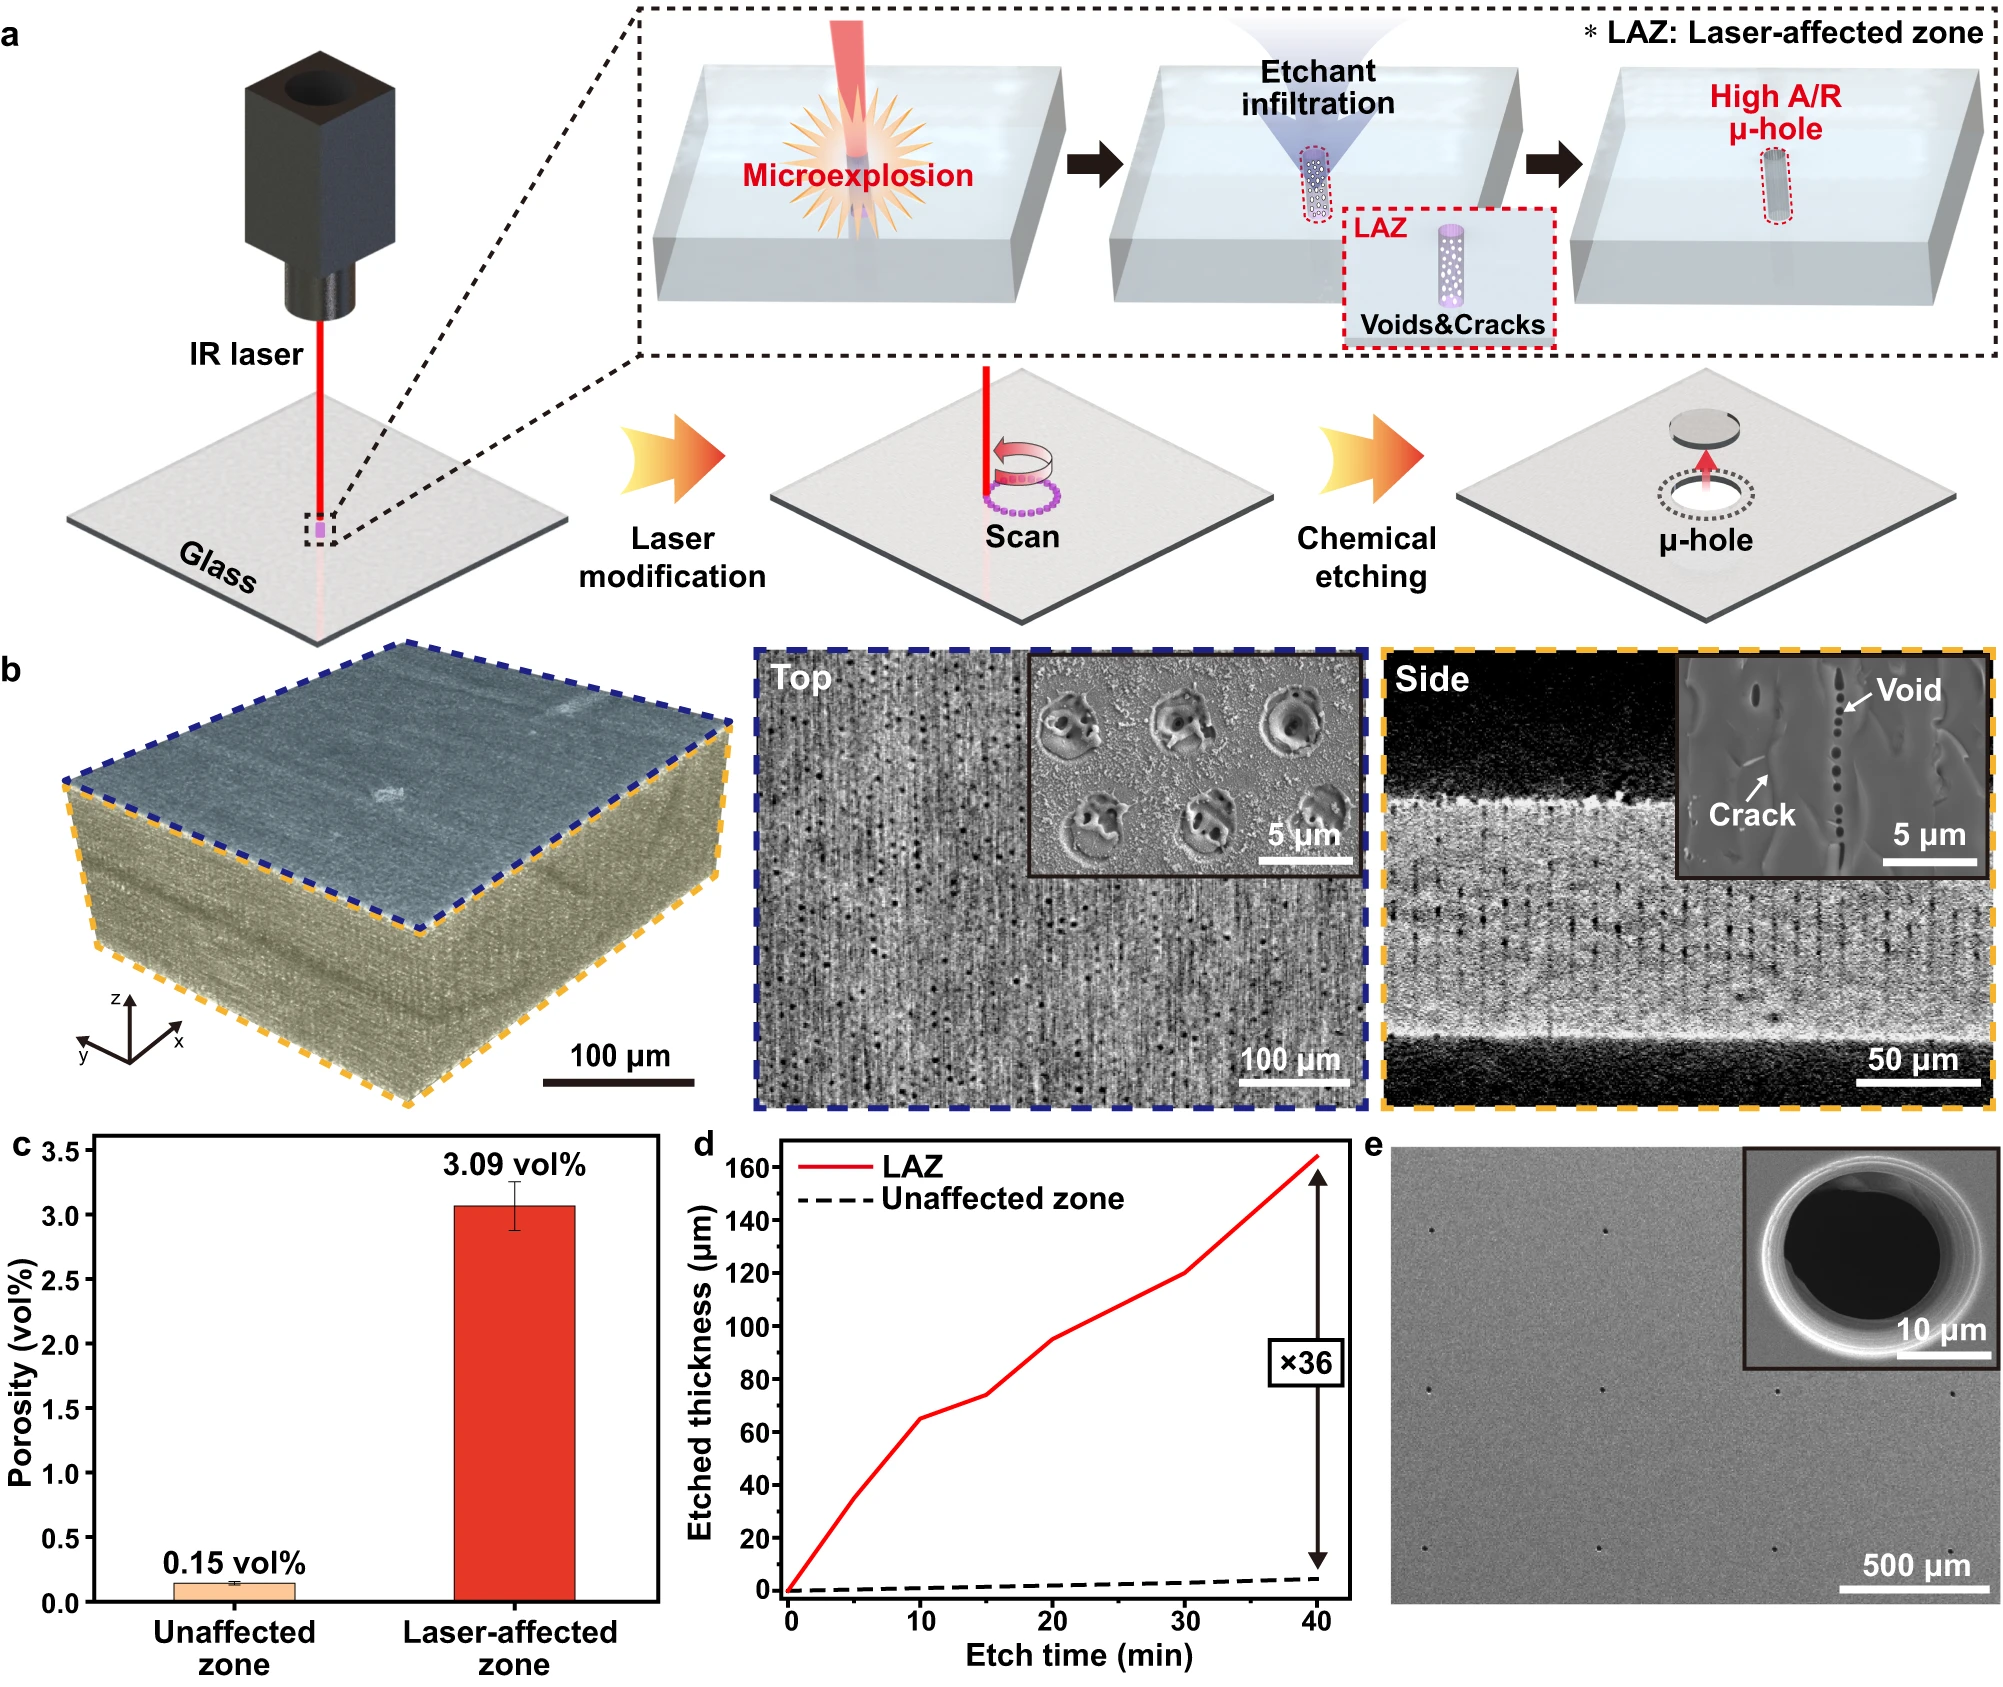 a
* LAZ: Laser-affected zone
Microexplosion
Etchant
infiltration
High A/R
μ-hole
LAZ
Voids&Cracks
IR laser
Glass
Laser
modification
Scan
Chemical
etching
μ-hole
b
z
y
x
100 μm
Top
5 μm
100 μm
Side
Void
Crack
5 μm
50 μm
c
Porosity (vol%)
3.5
3.0
2.5
2.0
1.5
1.0
0.5
0.0
0.15 vol%
3.09 vol%
Unaffected
zone
Laser-affected
zone
d
Etched thickness (μm)
160
140
120
100
80
60
40
20
0
LAZ
Unaffected zone
×36
0
10
20
30
40
Etch time (min)
e
10 μm
500 μm